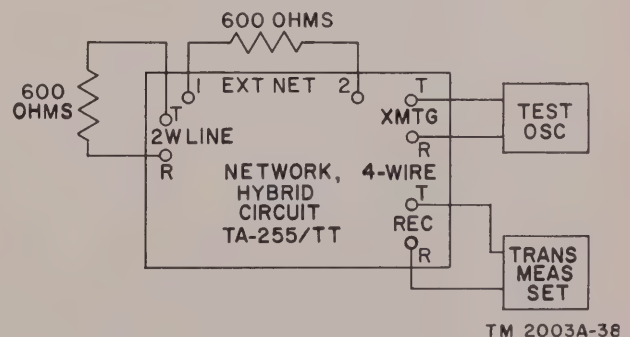 600 OHMS
600
OHMS
1 EXT NET 2
T
2W LINE
R
T
XMTG
R
TEST
OSC
NETWORK,
HYBRID
CIRCUIT
TA-255/TT
4-WIRE
T
REC
R
TRANS
MEAS
SET
TM 2003A-38